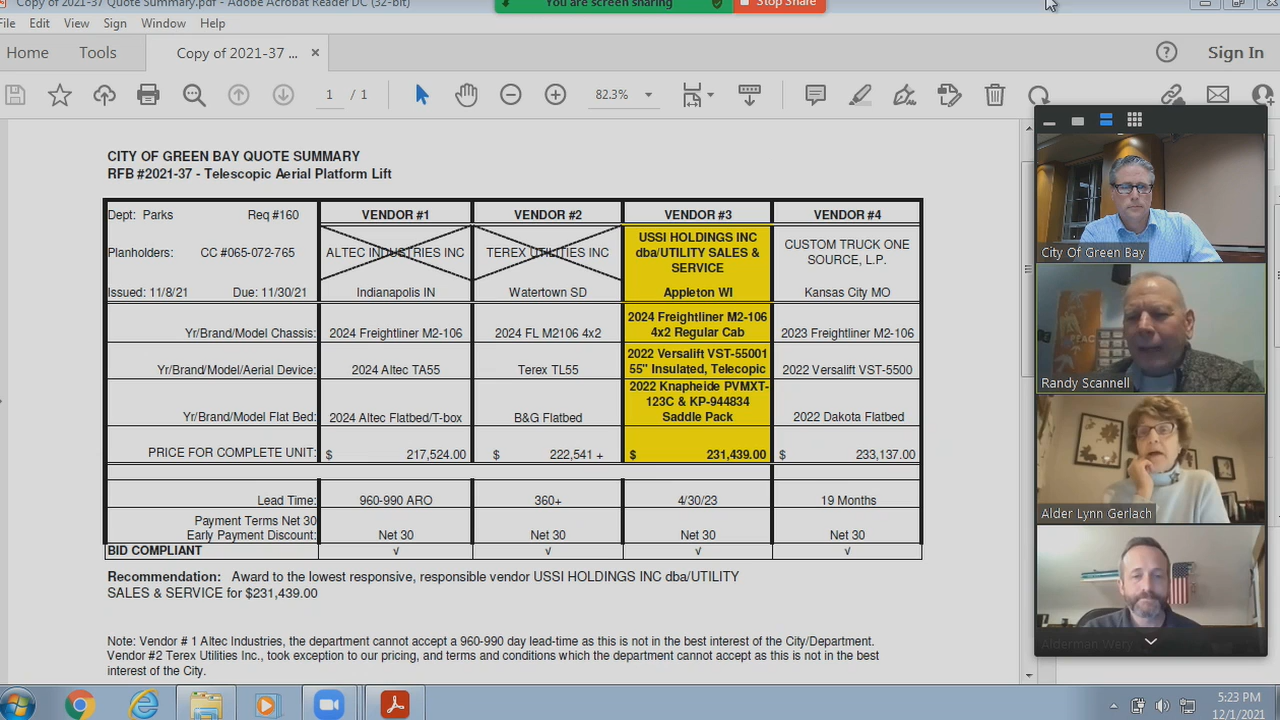 Copy of 2021-37 Quote Summary.pdf - Adobe Acrobat Reader DC (32-bit)
You are screen sharing
Stop Share
File Edit View Sign Window Help
Home Tools Copy of 2021-37 ... × Sign In
1 / 1 82.3%
CITY OF GREEN BAY QUOTE SUMMARY
RFB #2021-37 - Telescopic Aerial Platform Lift
Dept: Parks Req #160 VENDOR #1 VENDOR #2 VENDOR #3 VENDOR #4
Planholders: CC #065-072-765
ALTEC INDUSTRIES INC
TEREX UTILITIES INC
USSI HOLDINGS INC
dba/UTILITY SALES &
SERVICE
CUSTOM TRUCK ONE
SOURCE, L.P.
Issued: 11/8/21 Due: 11/30/21 Indianapolis IN Watertown SD Appleton WI Kansas City MO
Yr/Brand/Model Chassis: 2024 Freightliner M2-106 2024 FL M2106 4x2
2024 Freightliner M2-106
4x2 Regular Cab
2023 Freightliner M2-106
Yr/Brand/Model/Aerial Device: 2024 Altec TA55 Terex TL55
2022 Versalift VST-55001
55" Insulated, Telecopic
2022 Versalift VST-5500
Yr/Brand/Model Flat Bed: 2024 Altec Flatbed/T-box B&G Flatbed
2022 Knapheide PVMXT-
123C & KP-944834
Saddle Pack
2022 Dakota Flatbed
PRICE FOR COMPLETE UNIT: $ 217,524.00 $ 222,541 + $ 231,439.00 $ 233,137.00
Lead Time: 960-990 ARO 360+ 4/30/23 19 Months
Payment Terms Net 30
Early Payment Discount: Net 30 Net 30 Net 30 Net 30
BID COMPLIANT √ √ √ √
Recommendation: Award to the lowest responsive, responsible vendor USSI HOLDINGS INC dba/UTILITY
SALES & SERVICE for $231,439.00
Note: Vendor # 1 Altec Industries, the department cannot accept a 960-990 day lead-time as this is not in the best interest of the City/Department.
Vendor #2 Terex Utilities Inc., took exception to our pricing, and terms and conditions which the department cannot accept as this is not in the best
interest of the City.
City Of Green Bay
Randy Scannell
Alder Lynn Gerlach
Alderman Wery
5:23 PM
12/1/2021